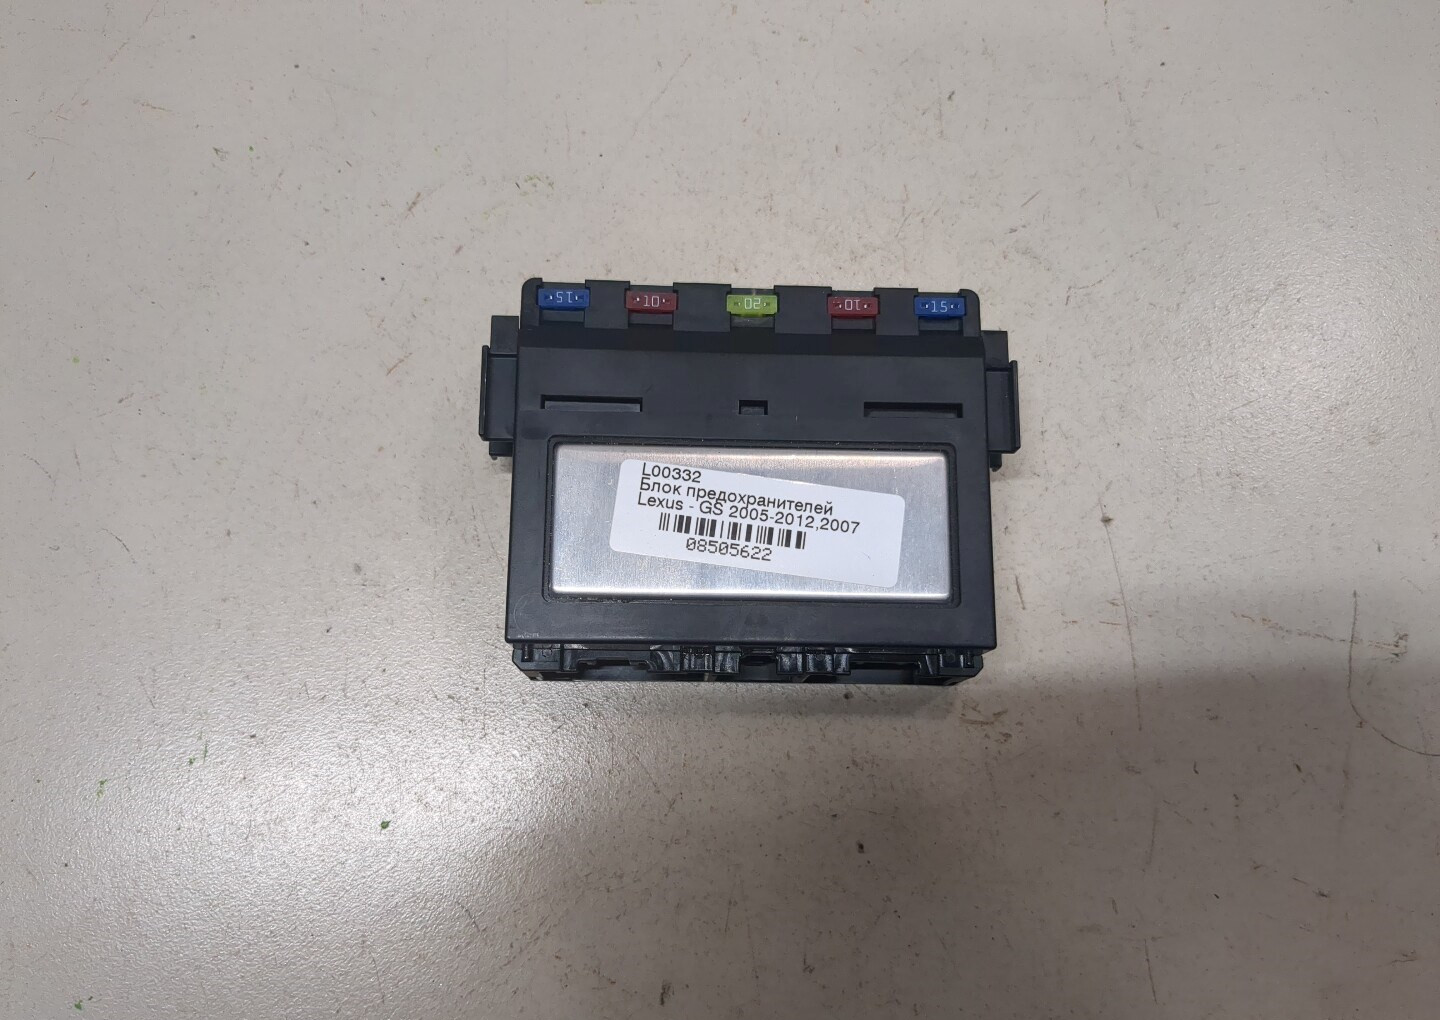 15 10 20 10 15
L00332
Блок предохранителей
Lexus - GS 2005-2012,2007
08505622